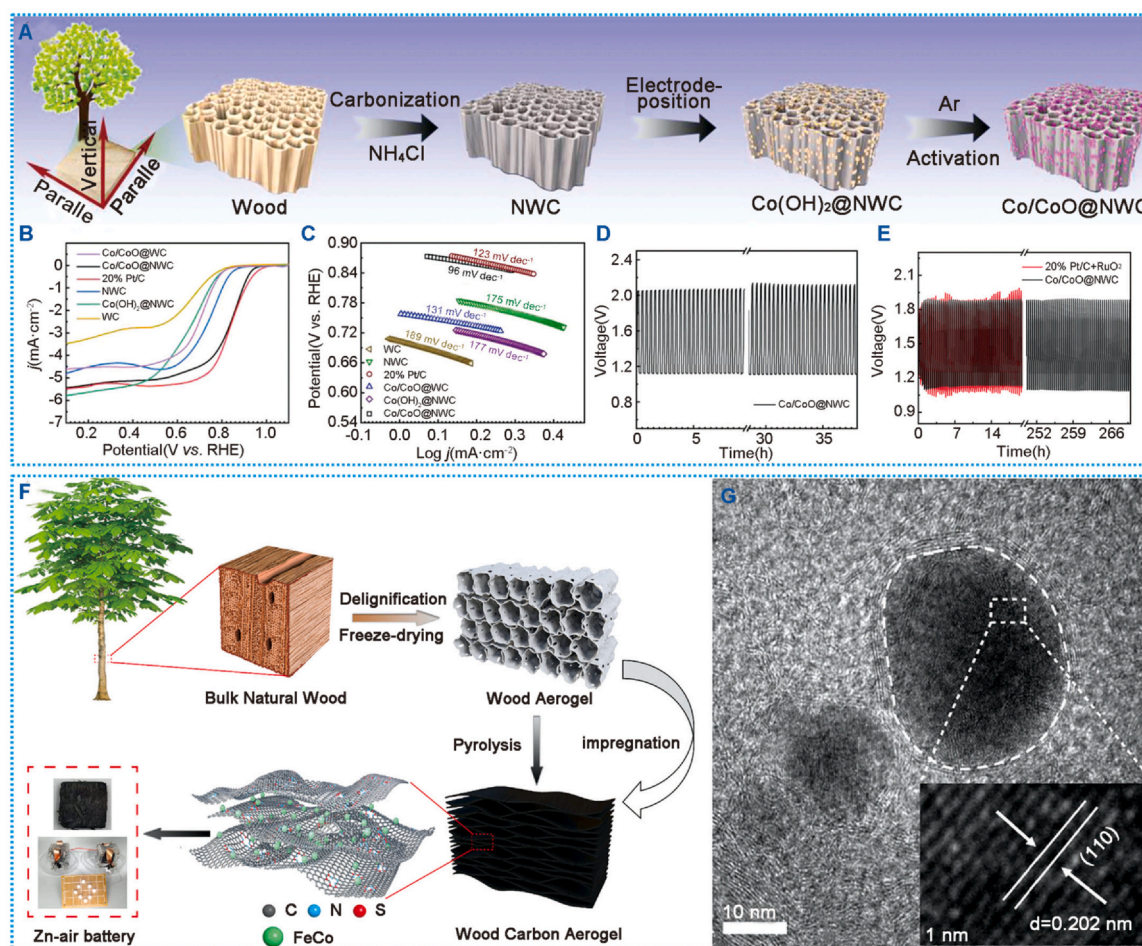 A
Vertical
Paralle
Paralle
Wood
Carbonization
NH₄Cl
NWC
Electrode-
position
Co(OH)₂@NWC
Ar
Activation
Co/CoO@NWC
B
j(mA·cm⁻²)
0
-1
-2
-3
-4
-5
-6
-7
Co/CoO@WC
Co/CoO@NWC
20% Pt/C
NWC
Co(OH)₂@NWC
WC
0.2 0.4 0.6 0.8 1.0
Potential(V vs. RHE)
C
Potential(V vs. RHE)
0.90
0.84
0.78
0.72
0.66
0.60
0.54
123 mV dec⁻¹
96 mV dec⁻¹
175 mV dec⁻¹
131 mV dec⁻¹
177 mV dec⁻¹
189 mV dec⁻¹
WC
NWC
20% Pt/C
Co/CoO@WC
Co(OH)₂@NWC
Co/CoO@NWC
-0.1 0.0 0.1 0.2 0.3 0.4 0.5
Log j(mA·cm⁻²)
D
Voltage(V)
2.4
2.0
1.6
1.2
0.8
Co/CoO@NWC
0 5 30 35
Time(h)
E
Voltage(V)
2.1
1.8
1.5
1.2
0.9
20% Pt/C+RuO²
Co/CoO@NWC
0 7 14 252 259 266
Time(h)
F
Bulk Natural Wood
Delignification
Freeze-drying
Wood Aerogel
Pyrolysis
impregnation
Wood Carbon Aerogel
C N S
FeCo
Zn-air battery
G
10 nm
(110)
d=0.202 nm
1 nm